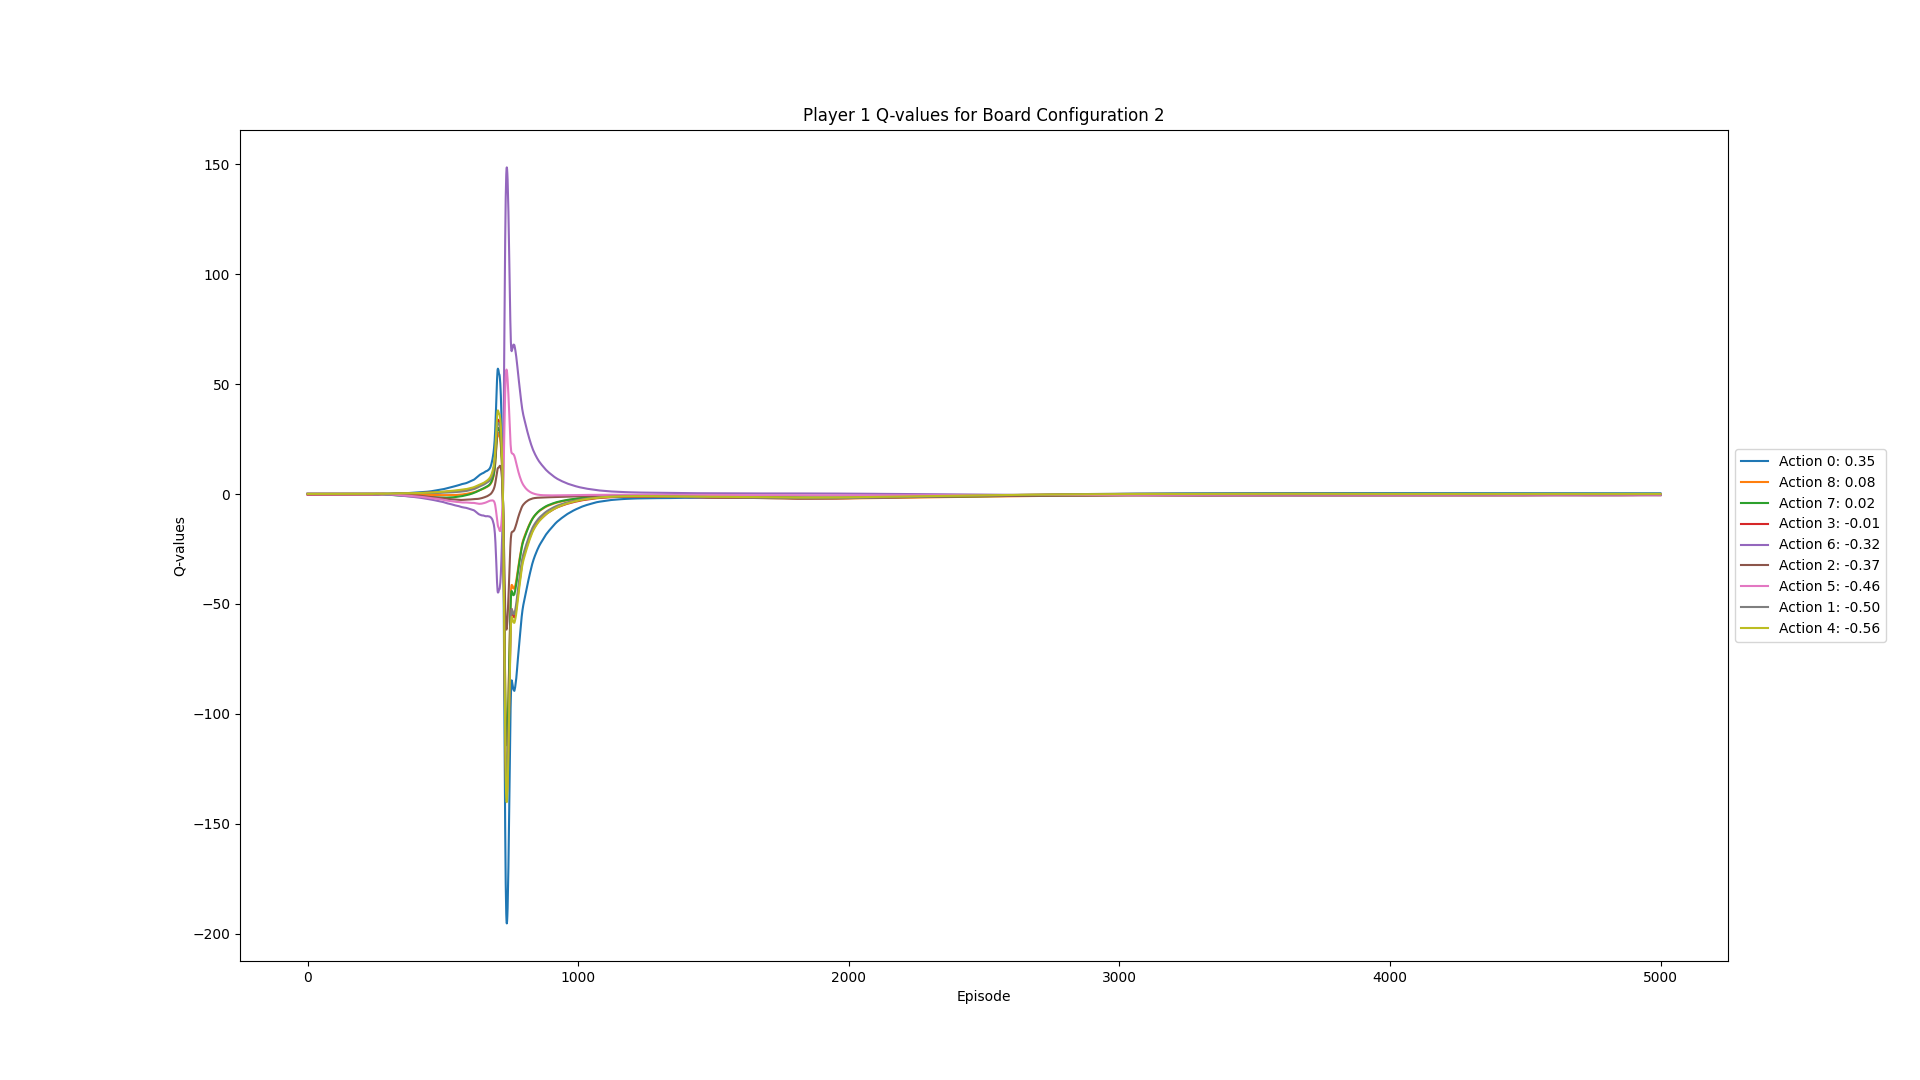 Player 1 Q-values for Board Configuration 2
150
100
50
0
−50
−100
−150
−200
Q-values
0
1000
2000
3000
4000
5000
Episode
Action 0: 0.35
Action 8: 0.08
Action 7: 0.02
Action 3: -0.01
Action 6: -0.32
Action 2: -0.37
Action 5: -0.46
Action 1: -0.50
Action 4: -0.56